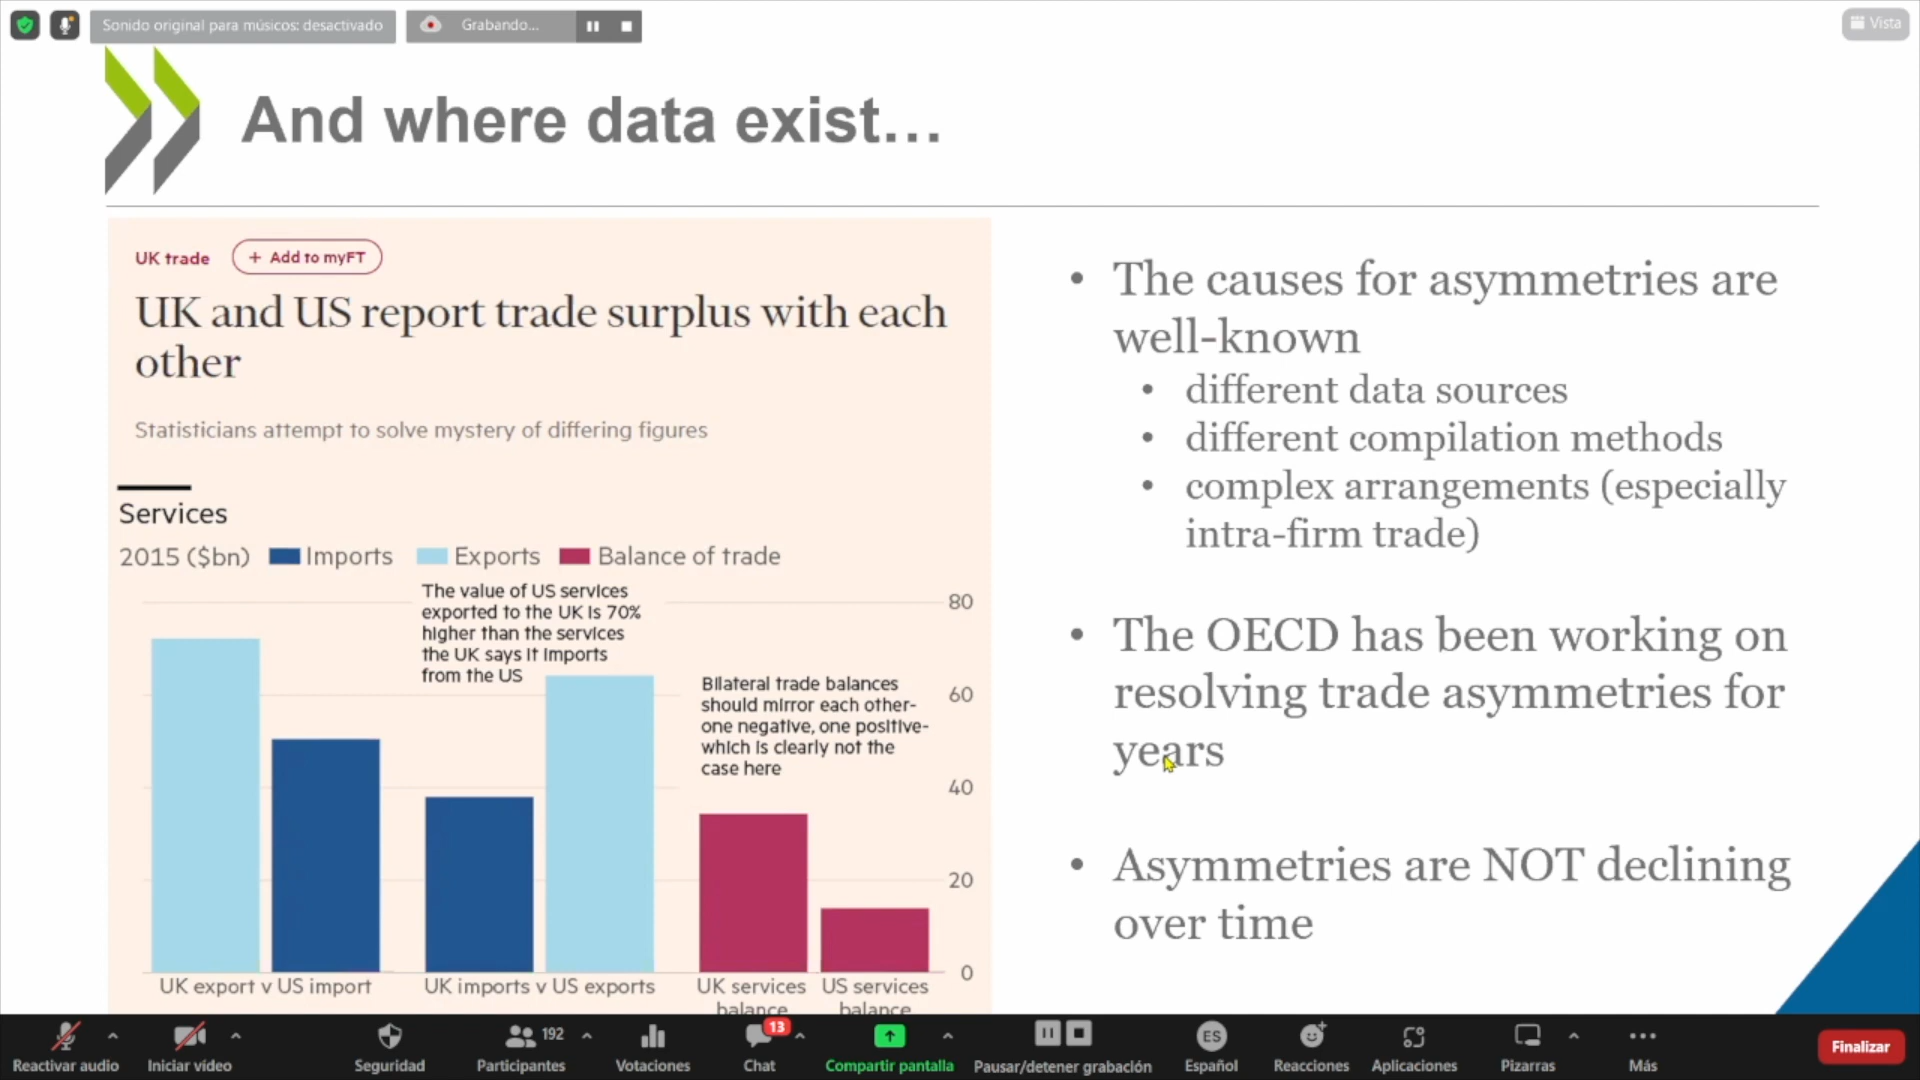 Sonido original para músicos: desactivado
Grabando...
Vista
And where data exist...
UK trade
+ Add to myFT
UK and US report trade surplus with each
other
Statisticians attempt to solve mystery of differing figures
Services
2015 ($bn) Imports Exports Balance of trade
The value of US services
exported to the UK is 70%
higher than the services
the UK says it imports
from the US
Bilateral trade balances
should mirror each other-
one negative, one positive-
which is clearly not the
case here
80
60
40
20
0
UK export v US import
UK imports v US exports
UK services
balance
US services
balance
• The causes for asymmetries are
well-known
• different data sources
• different compilation methods
• complex arrangements (especially
intra-firm trade)
• The OECD has been working on
resolving trade asymmetries for
years
• Asymmetries are NOT declining
over time
192
13
ES
Reactivar audio
Iniciar vídeo
Seguridad
Participantes
Votaciones
Chat
Compartir pantalla
Pausar/detener grabación
Español
Reacciones
Aplicaciones
Pizarras
Más
Finalizar